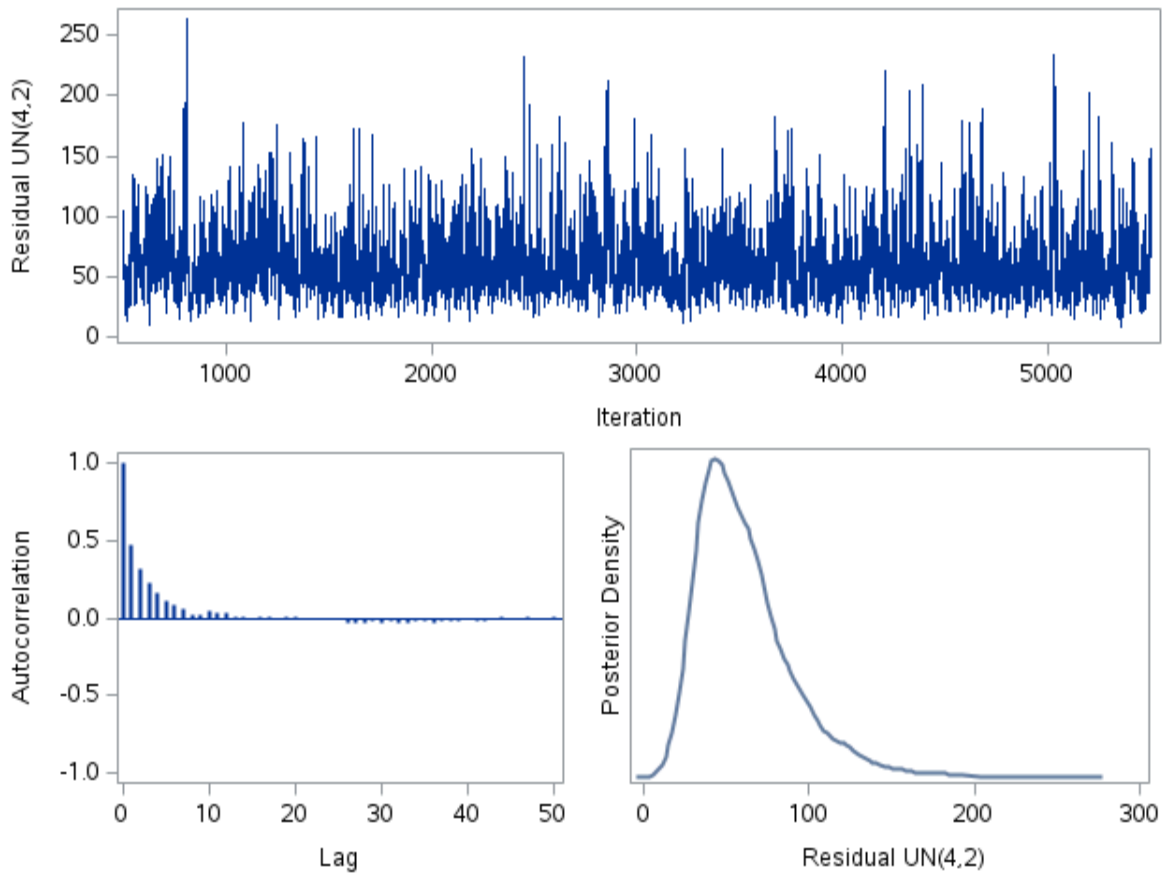 Residual UN(4,2)
250
200
150
100
50
0
1000 2000 3000 4000 5000
Iteration
Autocorrelation
1.0
0.5
0.0
-0.5
-1.0
0 10 20 30 40 50
Lag
Posterior Density
0 100 200 300
Residual UN(4,2)